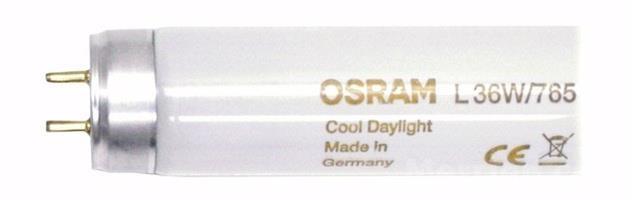 OSRAM L 36W/765
Cool Daylight
Made in
Germany CE